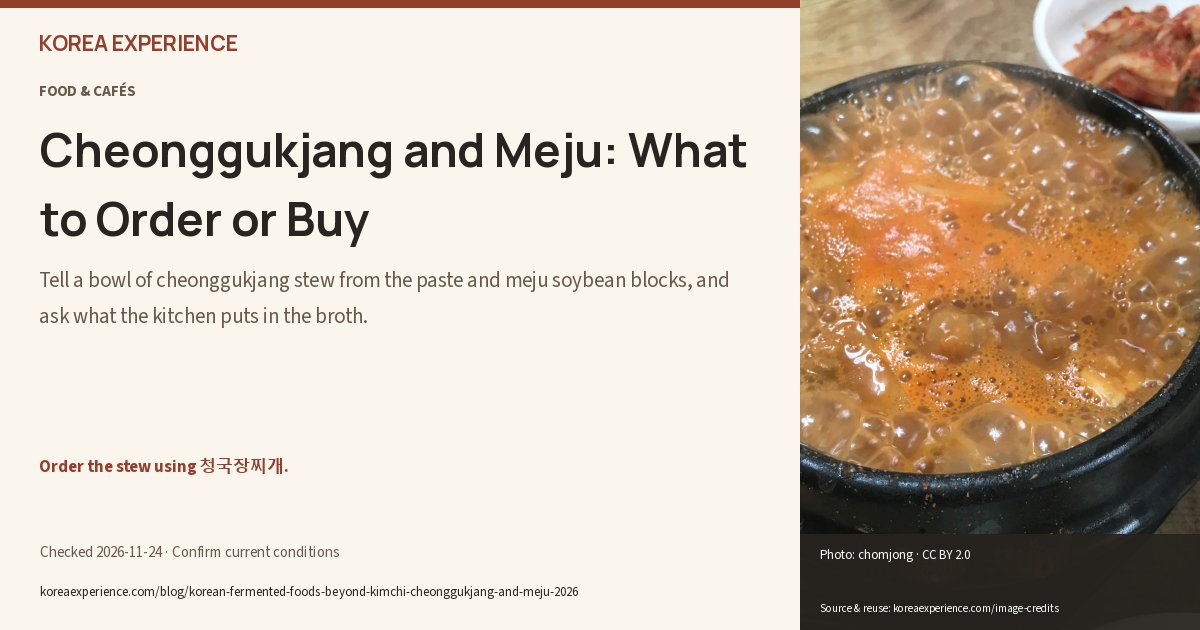 KOREA EXPERIENCE
FOOD & CAFÉS
Cheonggukjang and Meju: What
to Order or Buy
Tell a bowl of cheonggukjang stew from the paste and meju soybean blocks, and
ask what the kitchen puts in the broth.
Order the stew using 청국장찌개.
Checked 2026-11-24 · Confirm current conditions
koreaexperience.com/blog/korean-fermented-foods-beyond-kimchi-cheonggukjang-and-meju-2026
Photo: chomjong · CC BY 2.0
Source & reuse: koreaexperience.com/image-credits